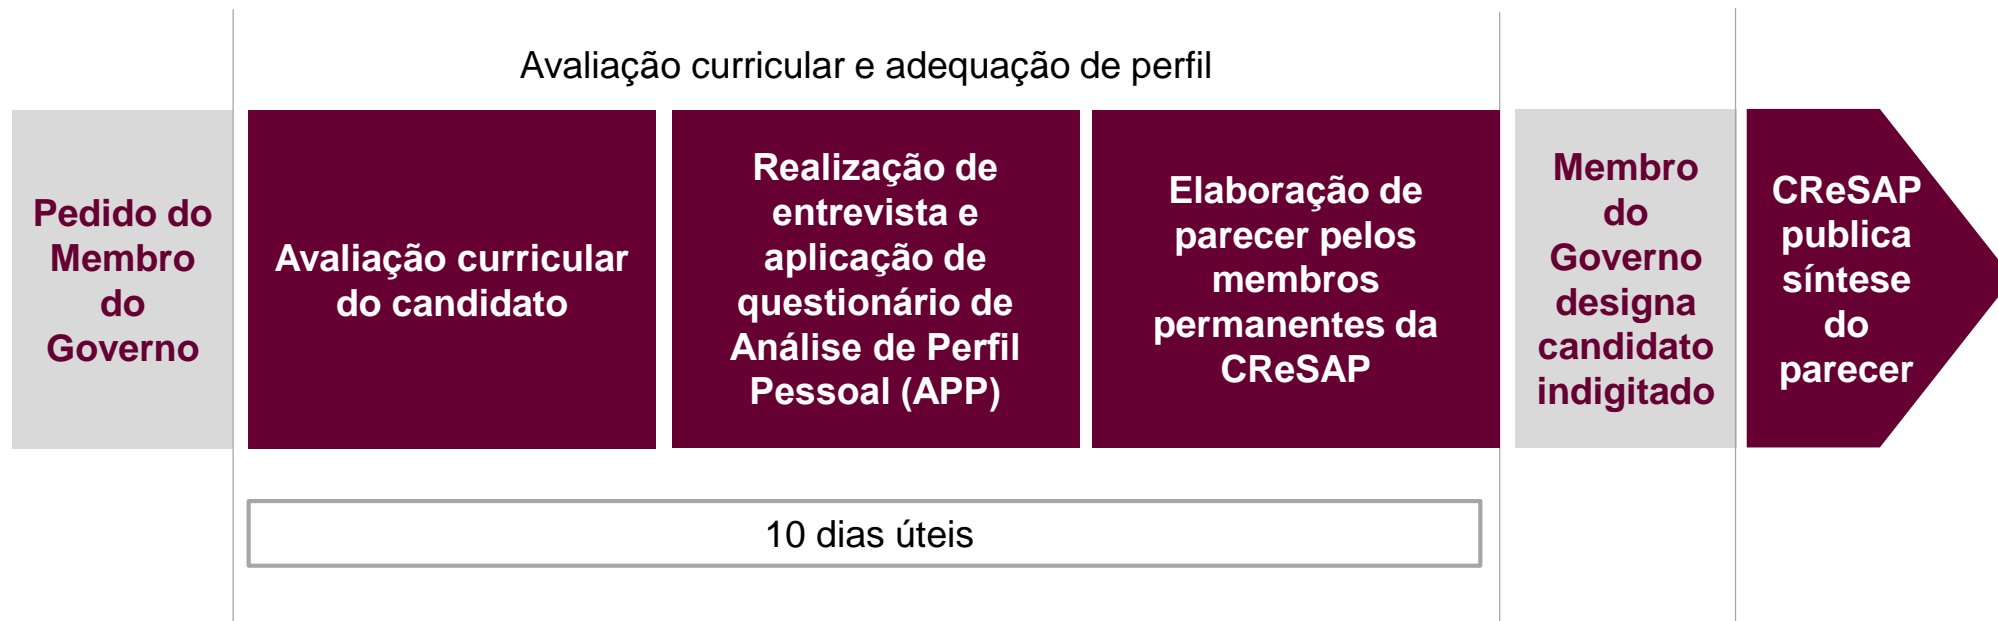 Avaliação curricular e adequação de perfil
Pedido do
Membro
do
Governo
Avaliação curricular
do candidato
Realização de
entrevista e
aplicação de
questionário de
Análise de Perfil
Pessoal (APP)
Elaboração de
parecer pelos
membros
permanentes da
CReSAP
Membro
do
Governo
designa
candidato
indigitado
CReSAP
publica
síntese
do
parecer
10 dias úteis